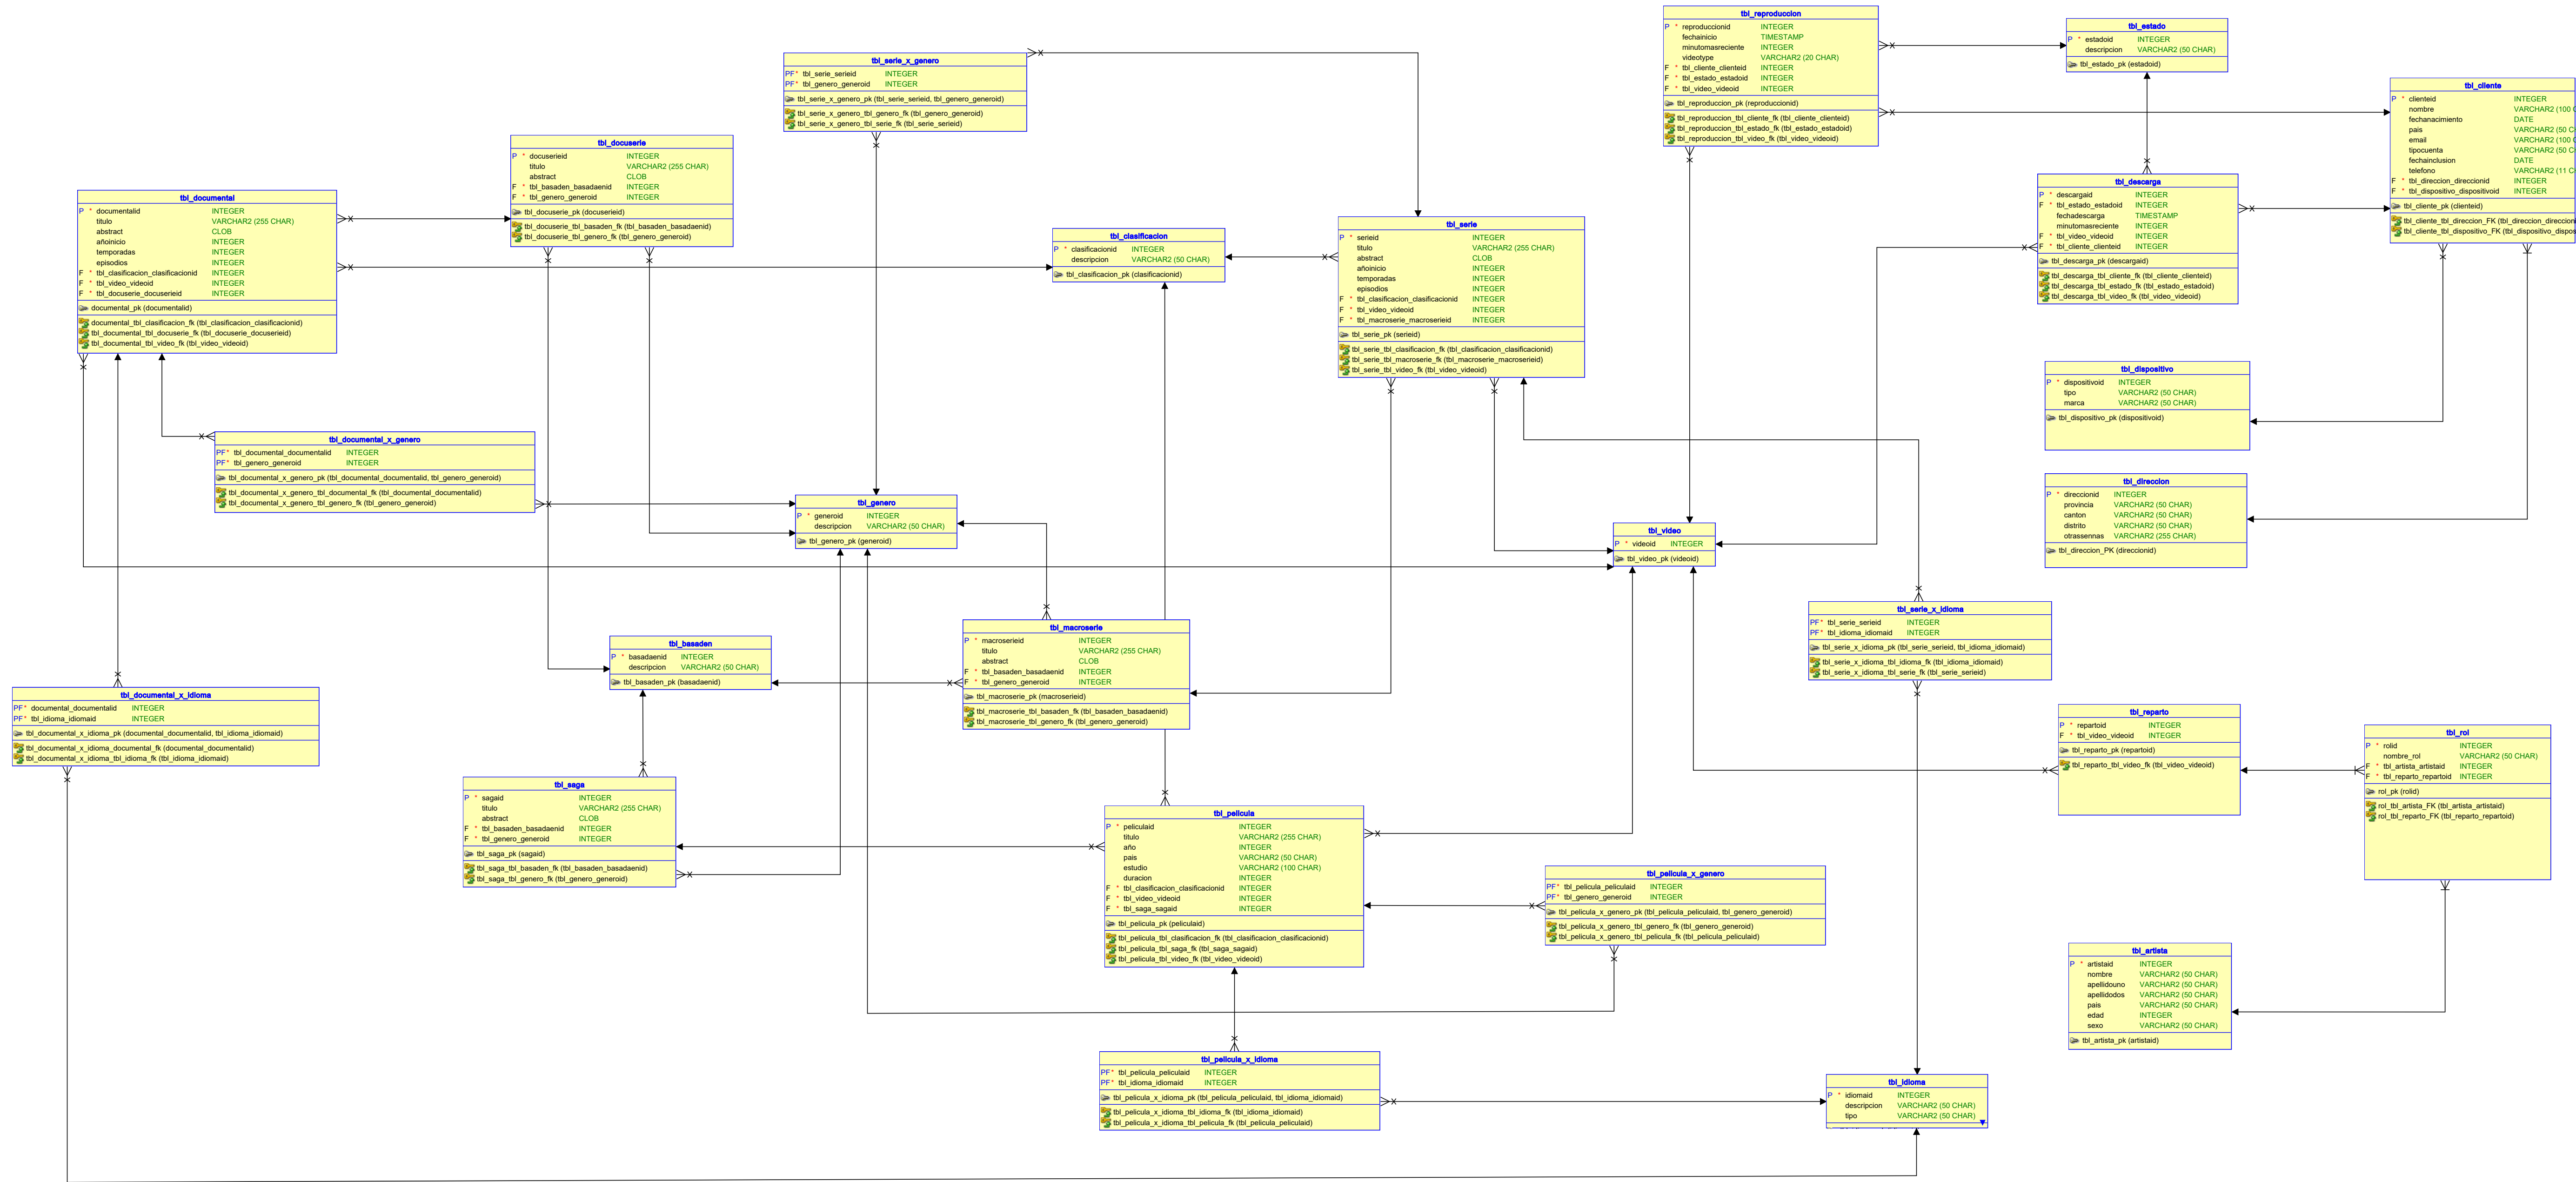 tbl_reproduccion
P * reproduccionid INTEGER
fechainicio TIMESTAMP
minutomasreciente INTEGER
videotype VARCHAR2 (20 CHAR)
F * tbl_cliente_clienteid INTEGER
F * tbl_estado_estadoid INTEGER
F * tbl_video_videoid INTEGER
tbl_reproduccion_pk (reproduccionid)
tbl_reproduccion_tbl_cliente_fk (tbl_cliente_clienteid)
tbl_reproduccion_tbl_estado_fk (tbl_estado_estadoid)
tbl_reproduccion_tbl_video_fk (tbl_video_videoid)
tbl_estado
P * estadoid INTEGER
descripcion VARCHAR2 (50 CHAR)
tbl_estado_pk (estadoid)
tbl_serie_x_genero
PF* tbl_serie_serieid INTEGER
PF* tbl_genero_generoid INTEGER
tbl_serie_x_genero_pk (tbl_serie_serieid, tbl_genero_generoid)
tbl_serie_x_genero_tbl_genero_fk (tbl_genero_generoid)
tbl_serie_x_genero_tbl_serie_fk (tbl_serie_serieid)
tbl_cliente
P * clienteid INTEGER
nombre VARCHAR2 (100
fechanacimiento DATE
pais VARCHAR2 (50
email VARCHAR2 (100
tipocuenta VARCHAR2 (50
fechainclusion DATE
telefono VARCHAR2 (11
F * tbl_direccion_direccionid INTEGER
F * tbl_dispositivo_dispositivoid INTEGER
tbl_cliente_pk (clienteid)
tbl_cliente_tbl_direccion_FK (tbl_direccion_direccion
tbl_cliente_tbl_dispositivo_FK (tbl_dispositivo_dispos
tbl_docuserie
P * docuserieid INTEGER
titulo VARCHAR2 (255 CHAR)
abstract CLOB
F * tbl_basaden_basadaenid INTEGER
F * tbl_genero_generoid INTEGER
tbl_docuserie_pk (docuserieid)
tbl_docuserie_tbl_basaden_fk (tbl_basaden_basadaenid)
tbl_docuserie_tbl_genero_fk (tbl_genero_generoid)
tbl_descarga
P * descargaid INTEGER
F * tbl_estado_estadoid INTEGER
fechadescarga TIMESTAMP
minutomasreciente INTEGER
F * tbl_video_videoid INTEGER
F * tbl_cliente_clienteid INTEGER
tbl_descarga_pk (descargaid)
tbl_descarga_tbl_cliente_fk (tbl_cliente_clienteid)
tbl_descarga_tbl_estado_fk (tbl_estado_estadoid)
tbl_descarga_tbl_video_fk (tbl_video_videoid)
tbl_documental
P * documentalid INTEGER
titulo VARCHAR2 (255 CHAR)
abstract CLOB
añoinicio INTEGER
temporadas INTEGER
episodios INTEGER
F * tbl_clasificacion_clasificacionid INTEGER
F * tbl_video_videoid INTEGER
F * tbl_docuserie_docuserieid INTEGER
documental_pk (documentalid)
documental_tbl_clasificacion_fk (tbl_clasificacion_clasificacionid)
tbl_documental_tbl_docuserie_fk (tbl_docuserie_docuserieid)
tbl_documental_tbl_video_fk (tbl_video_videoid)
tbl_clasificacion
P * clasificacionid INTEGER
descripcion VARCHAR2 (50 CHAR)
tbl_clasificacion_pk (clasificacionid)
tbl_serie
P * serieid INTEGER
titulo VARCHAR2 (255 CHAR)
abstract CLOB
añoinicio INTEGER
temporadas INTEGER
episodios INTEGER
F * tbl_clasificacion_clasificacionid INTEGER
F * tbl_video_videoid INTEGER
F * tbl_macroserie_macroserieid INTEGER
tbl_serie_pk (serieid)
tbl_serie_tbl_clasificacion_fk (tbl_clasificacion_clasificacionid)
tbl_serie_tbl_macroserie_fk (tbl_macroserie_macroserieid)
tbl_serie_tbl_video_fk (tbl_video_videoid)
tbl_dispositivo
P * dispositivoid INTEGER
tipo VARCHAR2 (50 CHAR)
marca VARCHAR2 (50 CHAR)
tbl_dispositivo_pk (dispositivoid)
tbl_documental_x_genero
PF* tbl_documental_documentalid INTEGER
PF* tbl_genero_generoid INTEGER
tbl_documental_x_genero_pk (tbl_documental_documentalid, tbl_genero_generoid)
tbl_documental_x_genero_tbl_documental_fk (tbl_documental_documentalid)
tbl_documental_x_genero_tbl_genero_fk (tbl_genero_generoid)
tbl_direccion
P * direccionid INTEGER
provincia VARCHAR2 (50 CHAR)
canton VARCHAR2 (50 CHAR)
distrito VARCHAR2 (50 CHAR)
otrassennas VARCHAR2 (255 CHAR)
tbl_direccion_PK (direccionid)
tbl_genero
P * generoid INTEGER
descripcion VARCHAR2 (50 CHAR)
tbl_genero_pk (generoid)
tbl_video
P * videoid INTEGER
tbl_video_pk (videoid)
tbl_serie_x_idioma
PF* tbl_serie_serieid INTEGER
PF* tbl_idioma_idiomaid INTEGER
tbl_serie_x_idioma_pk (tbl_serie_serieid, tbl_idioma_idiomaid)
tbl_serie_x_idioma_tbl_idioma_fk (tbl_idioma_idiomaid)
tbl_serie_x_idioma_tbl_serie_fk (tbl_serie_serieid)
tbl_macroserie
P * macroserieid INTEGER
titulo VARCHAR2 (255 CHAR)
abstract CLOB
F * tbl_basaden_basadaenid INTEGER
F * tbl_genero_generoid INTEGER
tbl_macroserie_pk (macroserieid)
tbl_macroserie_tbl_basaden_fk (tbl_basaden_basadaenid)
tbl_macroserie_tbl_genero_fk (tbl_genero_generoid)
tbl_basaden
P * basadaenid INTEGER
descripcion VARCHAR2 (50 CHAR)
tbl_basaden_pk (basadaenid)
tbl_documental_x_idioma
PF* documental_documentalid INTEGER
PF* tbl_idioma_idiomaid INTEGER
tbl_documental_x_idioma_pk (documental_documentalid, tbl_idioma_idiomaid)
tbl_documental_x_idioma_documental_fk (documental_documentalid)
tbl_documental_x_idioma_tbl_idioma_fk (tbl_idioma_idiomaid)
tbl_reparto
P * repartoid INTEGER
F * tbl_video_videoid INTEGER
tbl_reparto_pk (repartoid)
tbl_reparto_tbl_video_fk (tbl_video_videoid)
tbl_rol
P * rolid INTEGER
nombre_rol VARCHAR2 (50 CHAR)
F * tbl_artista_artistaid INTEGER
F * tbl_reparto_repartoid INTEGER
rol_pk (rolid)
rol_tbl_artista_FK (tbl_artista_artistaid)
rol_tbl_reparto_FK (tbl_reparto_repartoid)
tbl_saga
P * sagaid INTEGER
titulo VARCHAR2 (255 CHAR)
abstract CLOB
F * tbl_basaden_basadaenid INTEGER
F * tbl_genero_generoid INTEGER
tbl_saga_pk (sagaid)
tbl_saga_tbl_basaden_fk (tbl_basaden_basadaenid)
tbl_saga_tbl_genero_fk (tbl_genero_generoid)
tbl_pelicula
P * peliculaid INTEGER
titulo VARCHAR2 (255 CHAR)
año INTEGER
pais VARCHAR2 (50 CHAR)
estudio VARCHAR2 (100 CHAR)
duracion INTEGER
F * tbl_clasificacion_clasificacionid INTEGER
F * tbl_video_videoid INTEGER
F * tbl_saga_sagaid INTEGER
tbl_pelicula_pk (peliculaid)
tbl_pelicula_tbl_clasificacion_fk (tbl_clasificacion_clasificacionid)
tbl_pelicula_tbl_saga_fk (tbl_saga_sagaid)
tbl_pelicula_tbl_video_fk (tbl_video_videoid)
tbl_pelicula_x_genero
PF* tbl_pelicula_peliculaid INTEGER
PF* tbl_genero_generoid INTEGER
tbl_pelicula_x_genero_pk (tbl_pelicula_peliculaid, tbl_genero_generoid)
tbl_pelicula_x_genero_tbl_genero_fk (tbl_genero_generoid)
tbl_pelicula_x_genero_tbl_pelicula_fk (tbl_pelicula_peliculaid)
tbl_artista
P * artistaid INTEGER
nombre VARCHAR2 (50 CHAR)
apellidouno VARCHAR2 (50 CHAR)
apellidodos VARCHAR2 (50 CHAR)
pais VARCHAR2 (50 CHAR)
edad INTEGER
sexo VARCHAR2 (50 CHAR)
tbl_artista_pk (artistaid)
tbl_pelicula_x_idioma
PF* tbl_pelicula_peliculaid INTEGER
PF* tbl_idioma_idiomaid INTEGER
tbl_pelicula_x_idioma_pk (tbl_pelicula_peliculaid, tbl_idioma_idiomaid)
tbl_pelicula_x_idioma_tbl_idioma_fk (tbl_idioma_idiomaid)
tbl_pelicula_x_idioma_tbl_pelicula_fk (tbl_pelicula_peliculaid)
tbl_idioma
P * idiomaid INTEGER
descripcion VARCHAR2 (50 CHAR)
tipo VARCHAR2 (50 CHAR)